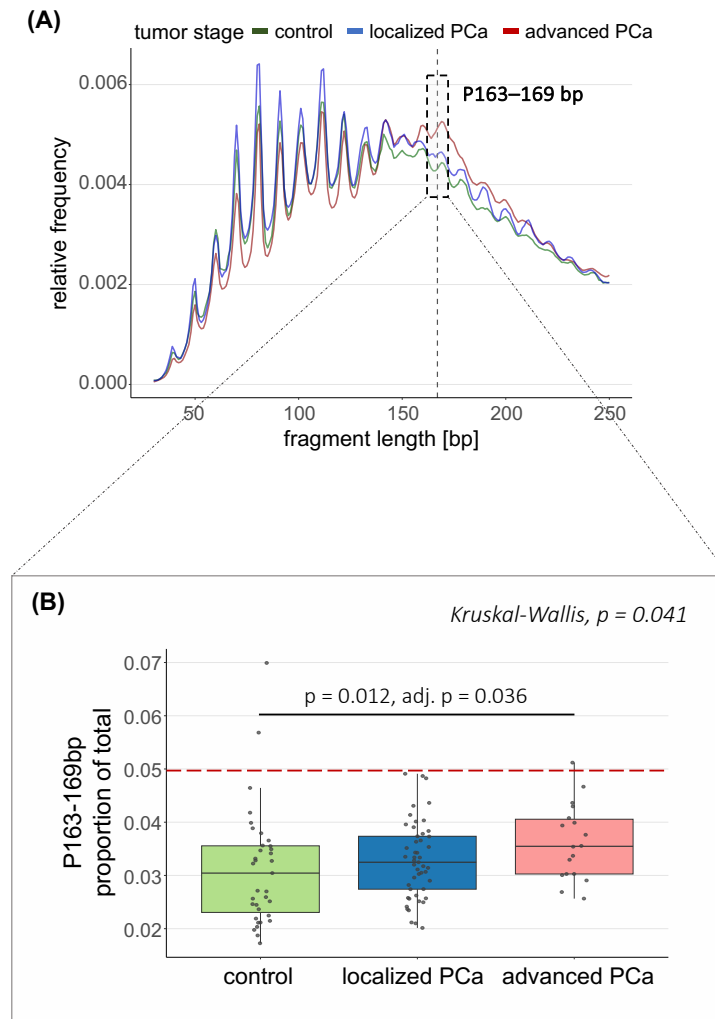 (A)
tumor stage control localized PCa advanced PCa
0.006
0.004
0.002
0.000
relative frequency
P163–169 bp
50 100 150 200 250
fragment length [bp]
(B)
Kruskal-Wallis, p = 0.041
0.07
0.06
0.05
0.04
0.03
0.02
P163-169bp
proportion of total
p = 0.012, adj. p = 0.036
control localized PCa advanced PCa